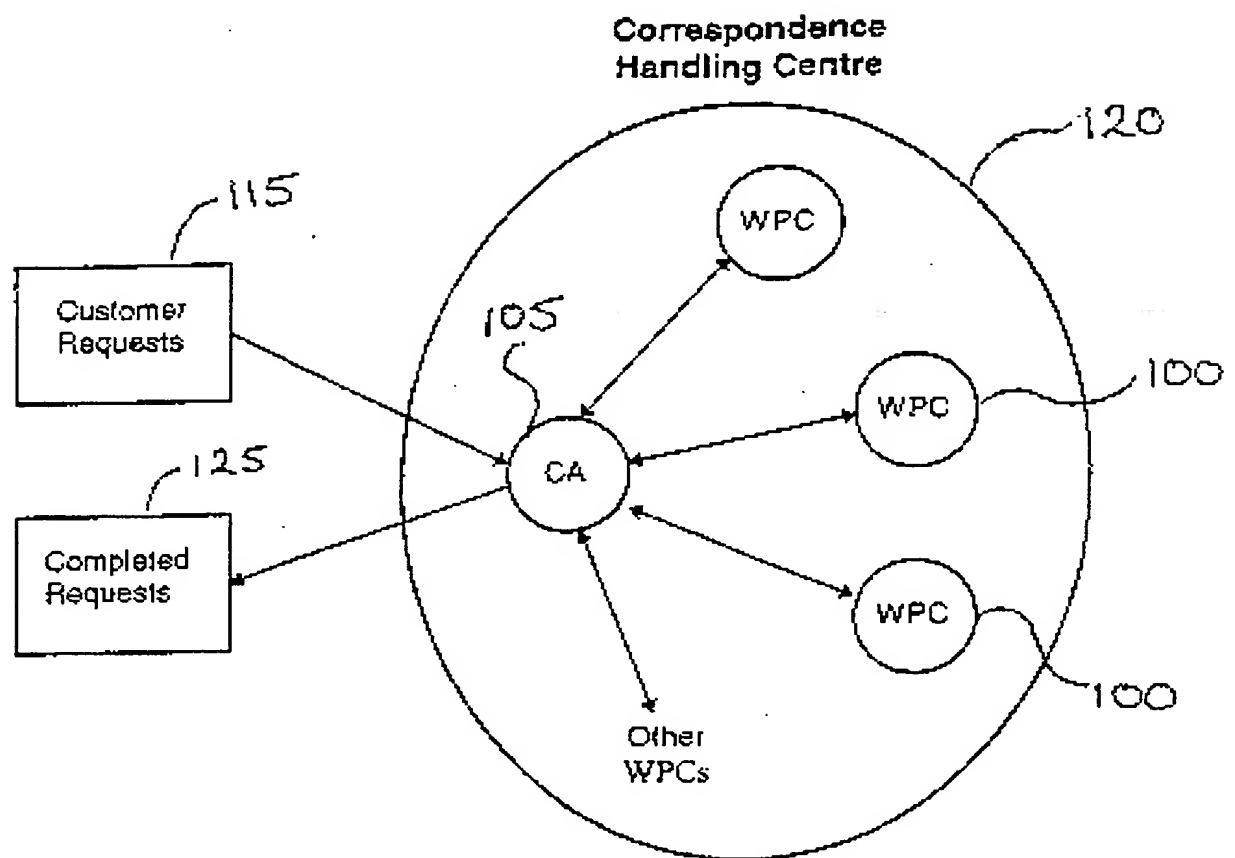 Correspondence
Handling Centre
120
115
WPC
Customer
Requests
105
100
WPC
125
CA
Completed
Requests
WPC
100
Other
WPCs